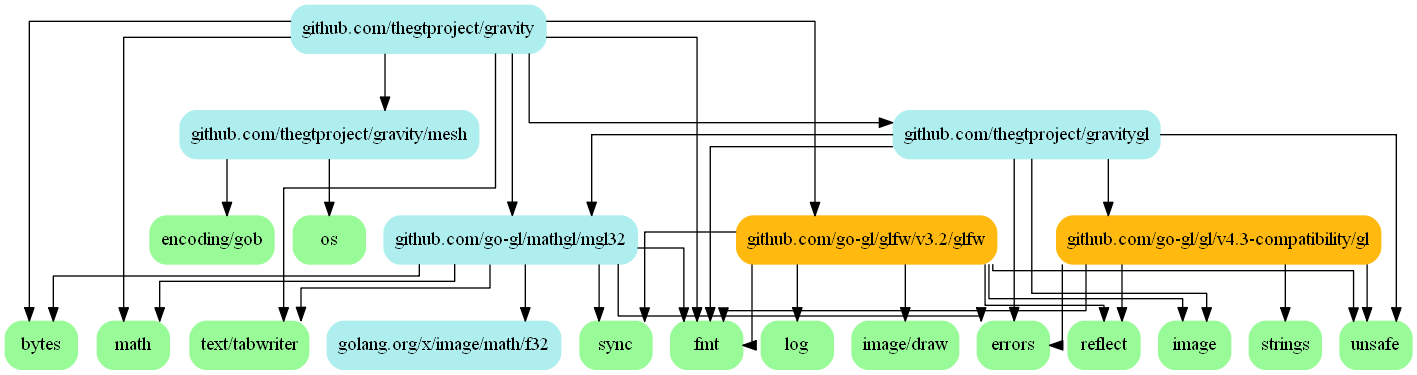 github.com/thegtproject/gravity
github.com/thegtproject/gravity/mesh
github.com/thegtproject/gravitygl
encoding/gob
os
github.com/go-gl/mathgl/mgl32
github.com/go-gl/glfw/v3.2/glfw
github.com/go-gl/gl/v4.3-compatibility/gl
bytes
math
text/tabwriter
golang.org/x/image/math/f32
sync
fmt
log
image/draw
errors
reflect
image
strings
unsafe